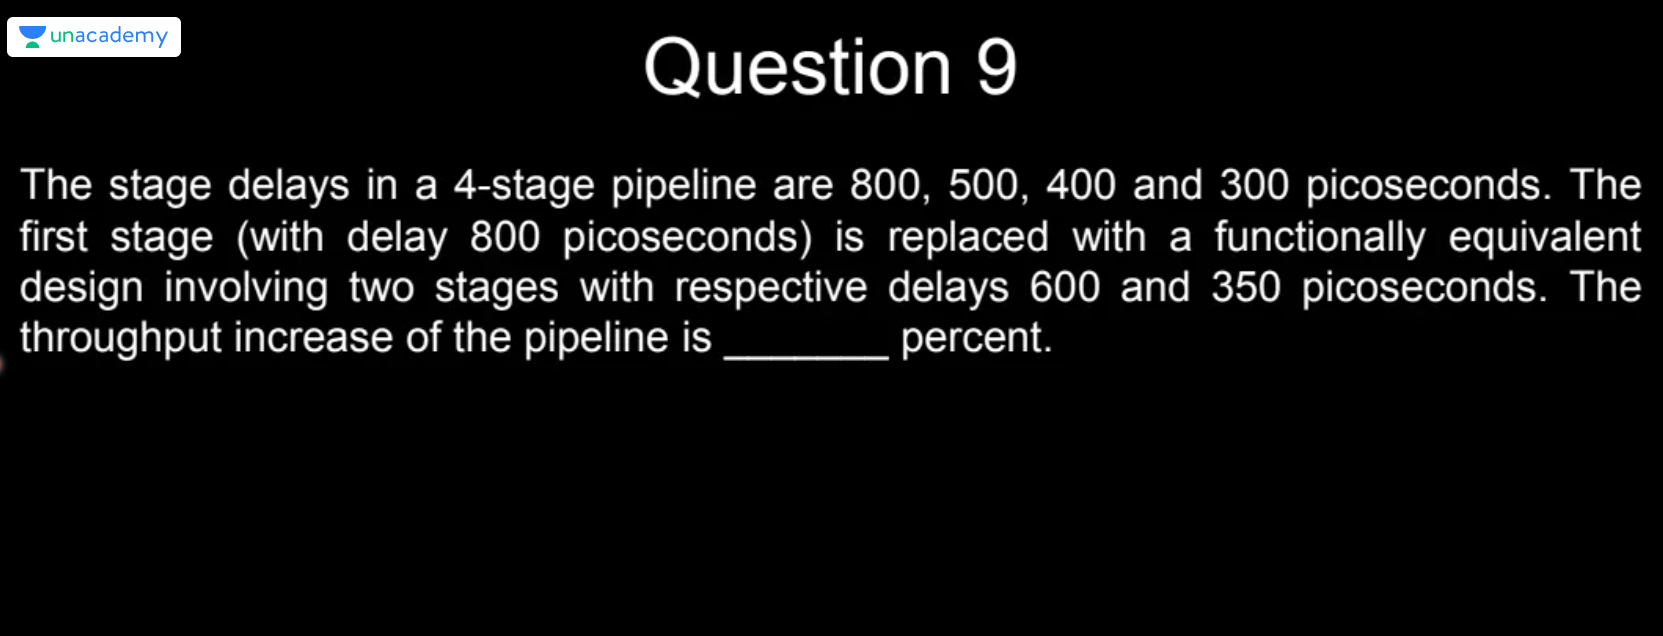 unacademy
Question 9
The stage delays in a 4-stage pipeline are 800, 500, 400 and 300 picoseconds. The
first stage (with delay 800 picoseconds) is replaced with a functionally equivalent
design involving two stages with respective delays 600 and 350 picoseconds. The
throughput increase of the pipeline is _______ percent.